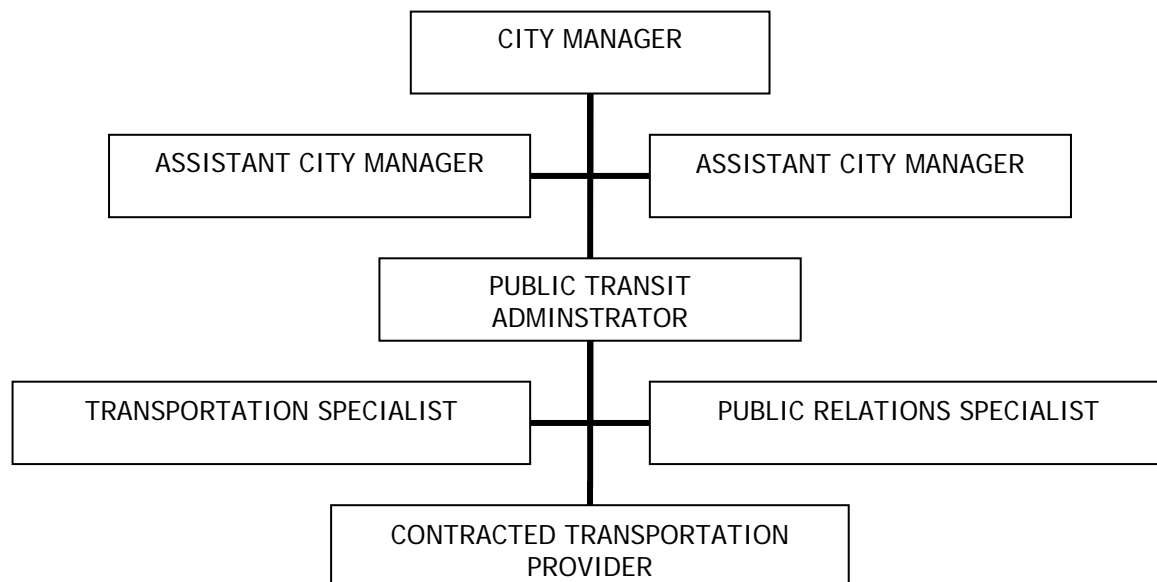 CITY MANAGER
ASSISTANT CITY MANAGER
ASSISTANT CITY MANAGER
PUBLIC TRANSIT
ADMINSTRATOR
TRANSPORTATION SPECIALIST
PUBLIC RELATIONS SPECIALIST
CONTRACTED TRANSPORTATION
PROVIDER